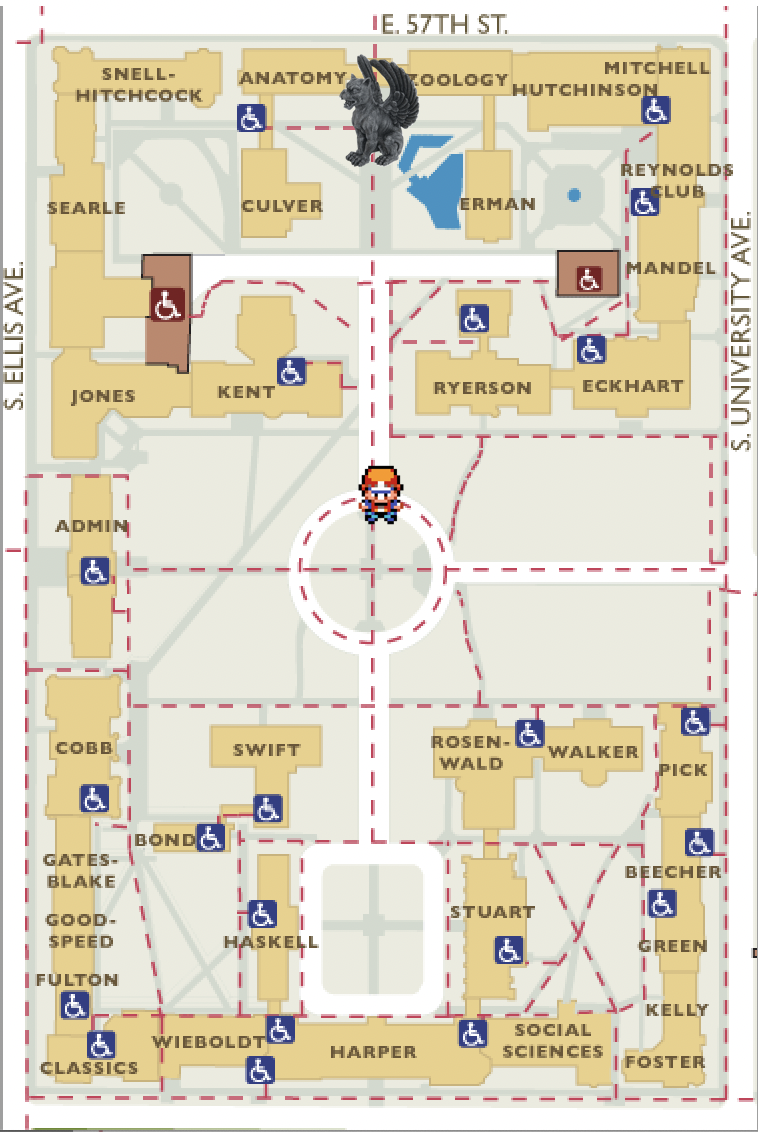 E. 57TH ST.
SNELL-
HITCHCOCK
ANATOMY
ZOOLOGY
MITCHELL
HUTCHINSON
REYNOLDS
CLUB
SEARLE
CULVER
ERMAN
MANDEL
S. ELLIS AVE.
S. UNIVERSITY AVE.
JONES
KENT
RYERSON
ECKHART
ADMIN
COBB
SWIFT
ROSEN-
WALD
WALKER
PICK
BOND
GATES-
BLAKE
BEECHER
GOOD-
SPEED
HASKELL
STUART
GREEN
FULTON
KELLY
WIEBOLDT
HARPER
SOCIAL
SCIENCES
CLASSICS
FOSTER